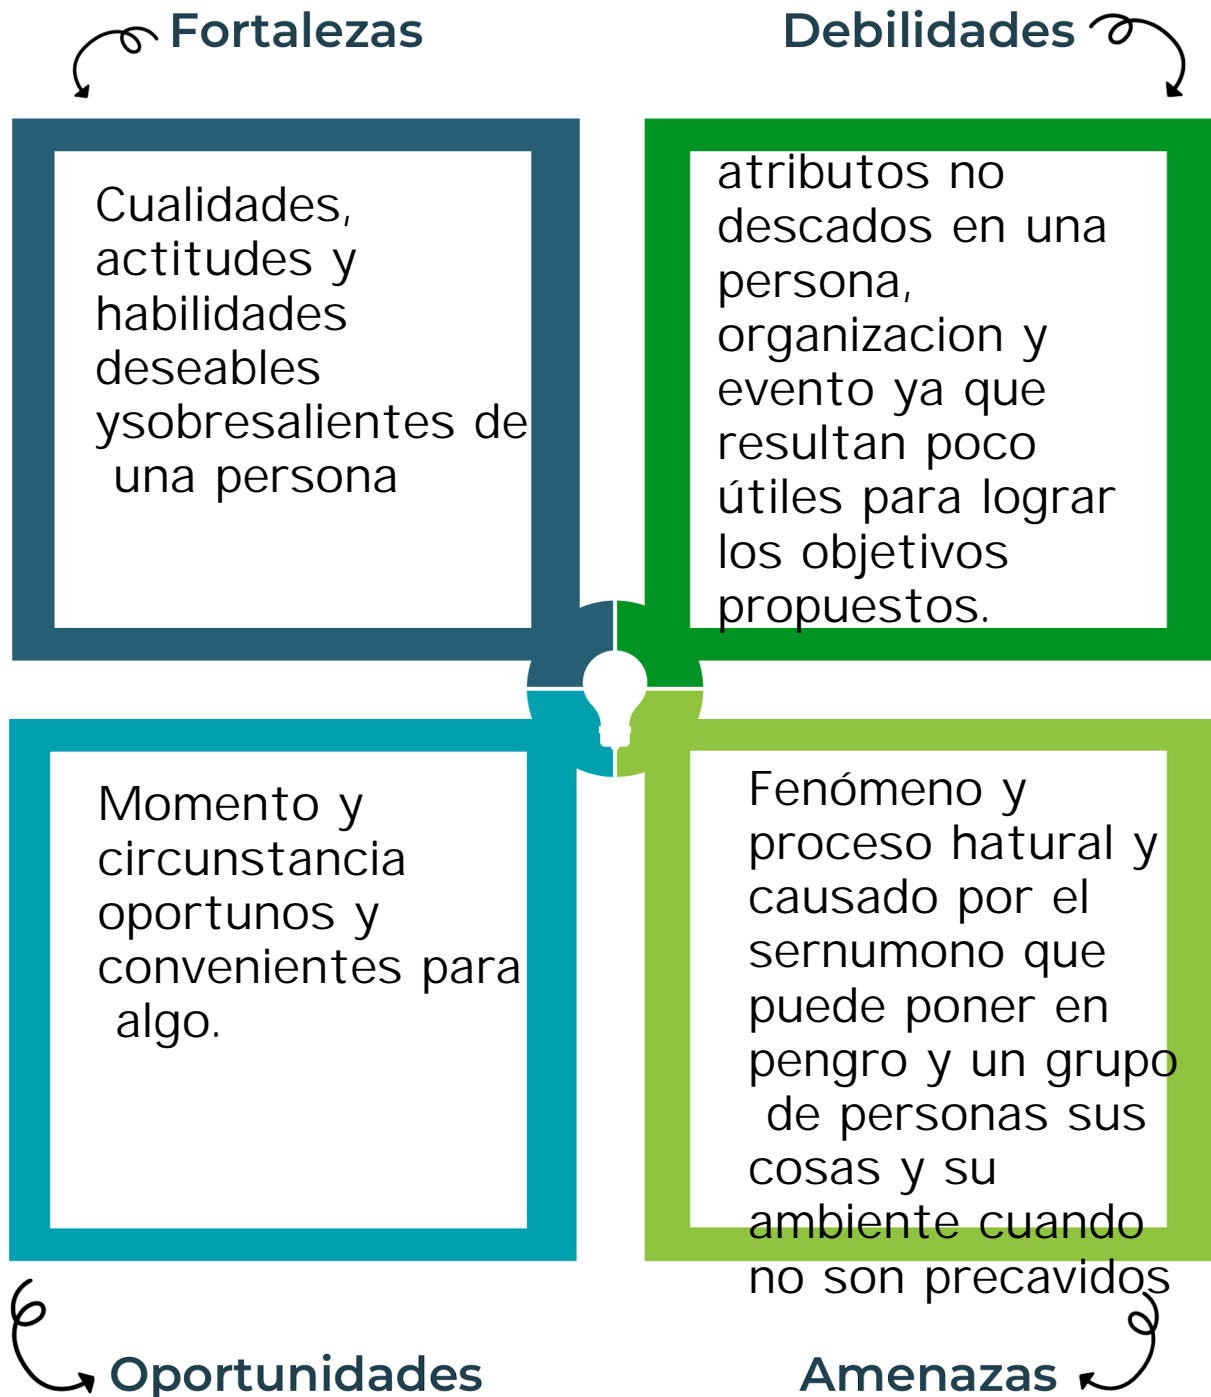 Fortalezas
Cualidades,
actitudes y
habilidades
deseables
ysobresalientes de
una persona
Debilidades
atributos no
descados en una
persona,
organizacion y
evento ya que
resultan poco
útiles para lograr
los objetivos
propuestos.
Momento y
circunstancia
oportunos y
convenientes para
algo.
Oportunidades
Fenómeno y
proceso hatural y
causado por el
sernumono que
puede poner en
pengro y un grupo
de personas sus
cosas y su
ambiente cuando
no son precavidos
Amenazas